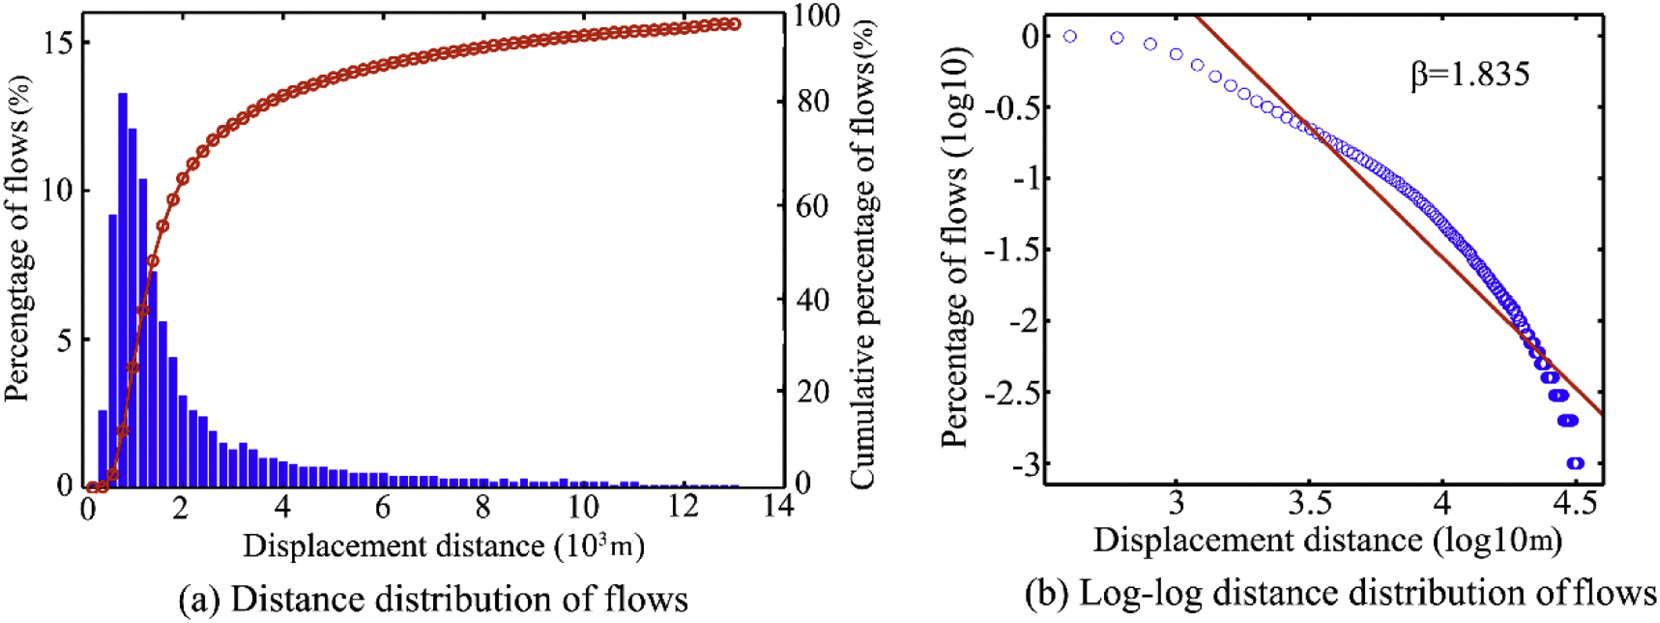 15
10
5
0
Percengtage of flows (%)
100
80
60
40
20
0
Cumulative percentage of flows(%)
0 2 4 6 8 10 12 14
Displacement distance (10³m)
(a) Distance distribution of flows
0
-0.5
-1
-1.5
-2
-2.5
-3
Percentage of flows (log10)
β=1.835
3 3.5 4 4.5
Displacement distance (log10m)
(b) Log-log distance distribution of flows